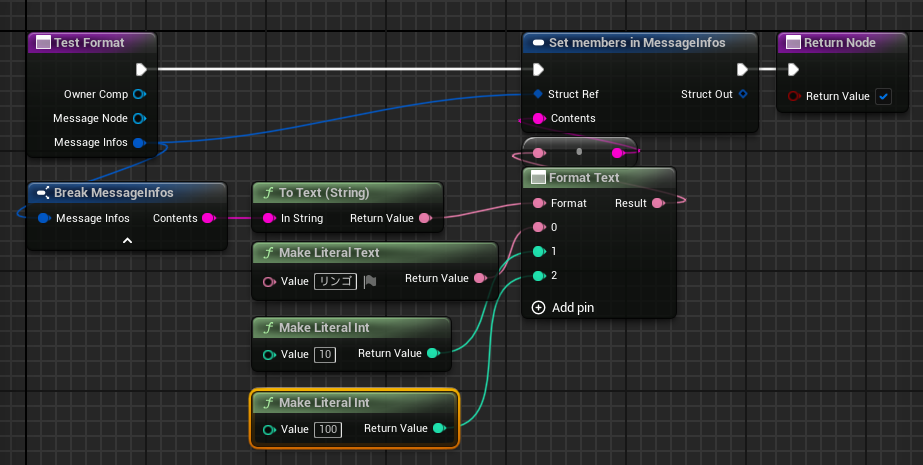 Test Format
Owner Comp
Message Node
Message Infos
Set members in MessageInfos
Struct Ref
Struct Out
Contents
Return Node
Return Value
Break MessageInfos
Message Infos
Contents
To Text (String)
In String
Return Value
Format Text
Format
Result
0
1
2
Add pin
Make Literal Text
Value
リンゴ
Return Value
Make Literal Int
Value
10
Return Value
Make Literal Int
Value
100
Return Value